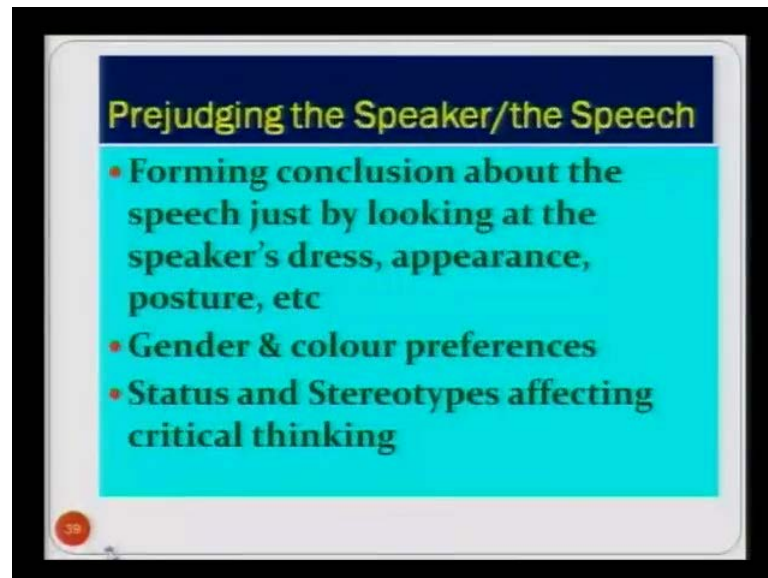 Prejudging the Speaker/the Speech
• Forming conclusion about the
speech just by looking at the
speaker's dress, appearance,
posture, etc
• Gender & colour preferences
• Status and Stereotypes affecting
critical thinking
39